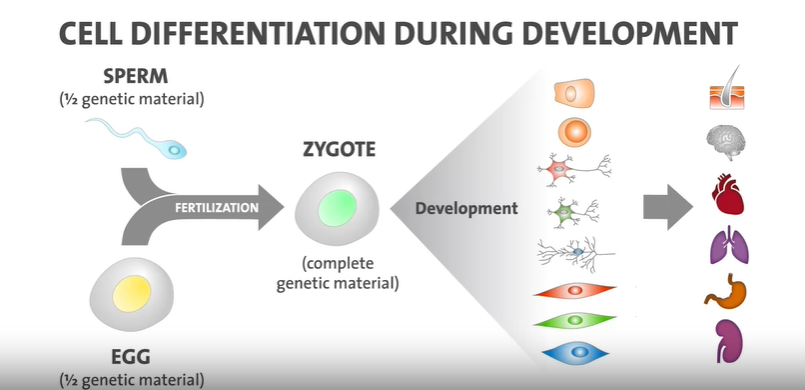 CELL DIFFERENTIATION DURING DEVELOPMENT
SPERM
(½ genetic material)
ZYGOTE
FERTILIZATION
Development
(complete
genetic material)
EGG
(½ genetic material)